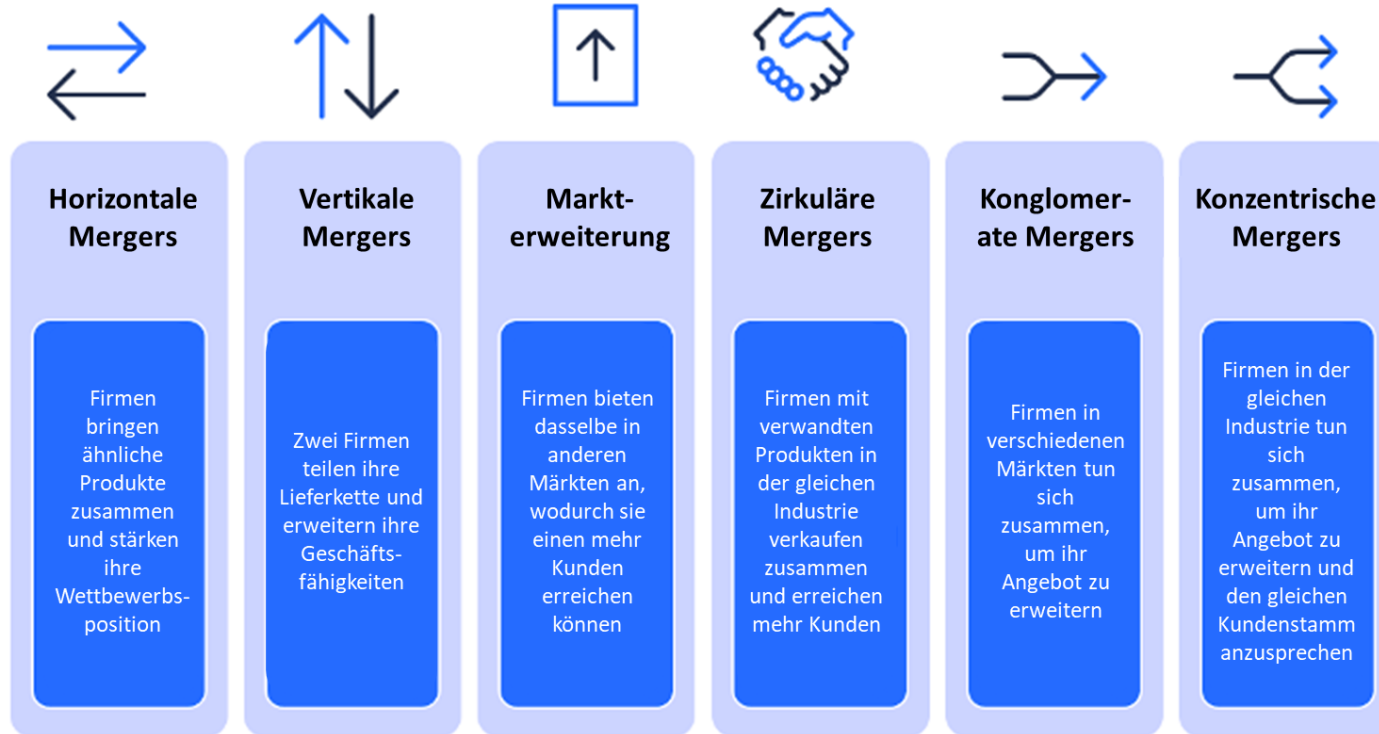 Horizontale
Mergers
Firmen
bringen
ähnliche
Produkte
zusammen
und stärken
ihre
Wettbewerbs-
position
Vertikale
Mergers
Zwei Firmen
teilen ihre
Lieferkette und
erweitern ihre
Geschäfts-
fähigkeiten
Markt-
erweiterung
Firmen bieten
dasselbe in
anderen
Märkten an,
wodurch sie
einen mehr
Kunden
erreichen
können
Zirkuläre
Mergers
Firmen mit
verwandten
Produkten in
der gleichen
Industrie
verkaufen
zusammen
und erreichen
mehr Kunden
Konglomer-
ate Mergers
Firmen in
verschiedenen
Märkten tun
sich
zusammen,
um ihr
Angebot zu
erweitern
Konzentrische
Mergers
Firmen in der
gleichen
Industrie tun
sich
zusammen,
um ihr
Angebot zu
erweitern und
den gleichen
Kundenstamm
anzusprechen